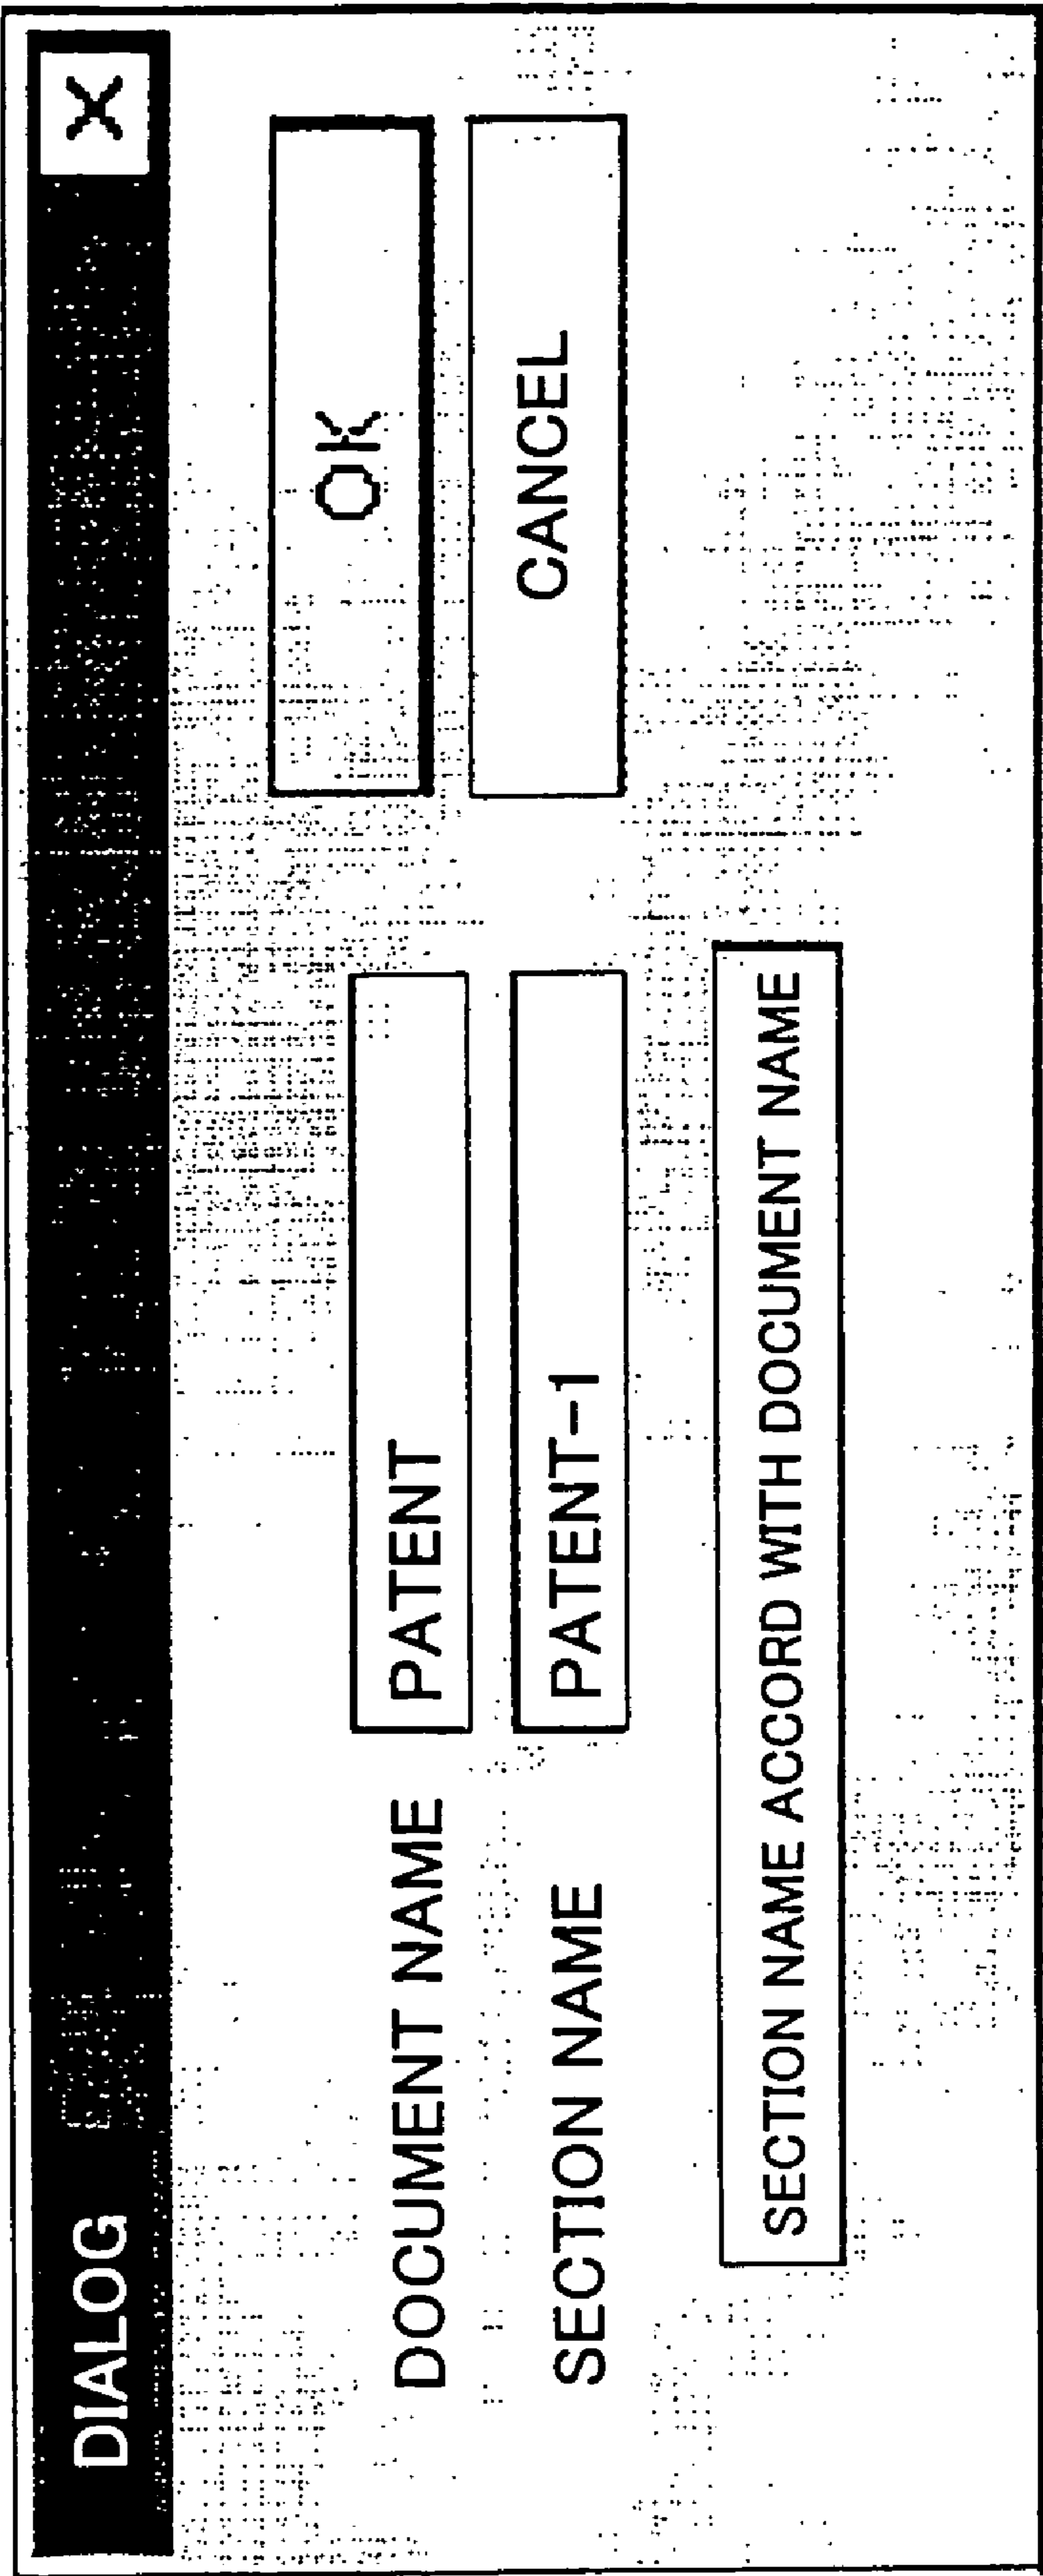 DIALOG X
OK
DOCUMENT NAME PATENT
CANCEL
SECTION NAME PATENT-1
SECTION NAME ACCORD WITH DOCUMENT NAME